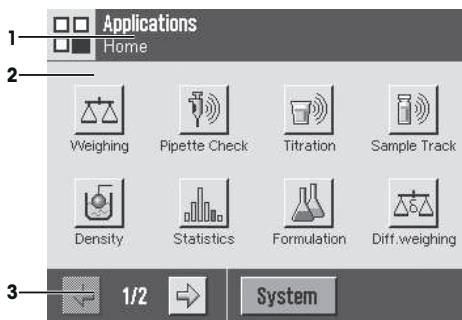 Applications
1
Home
2
Weighing Pipette Check Titration Sample Track
Density Statistics Formulation Diff.weighing
3 1/2 System